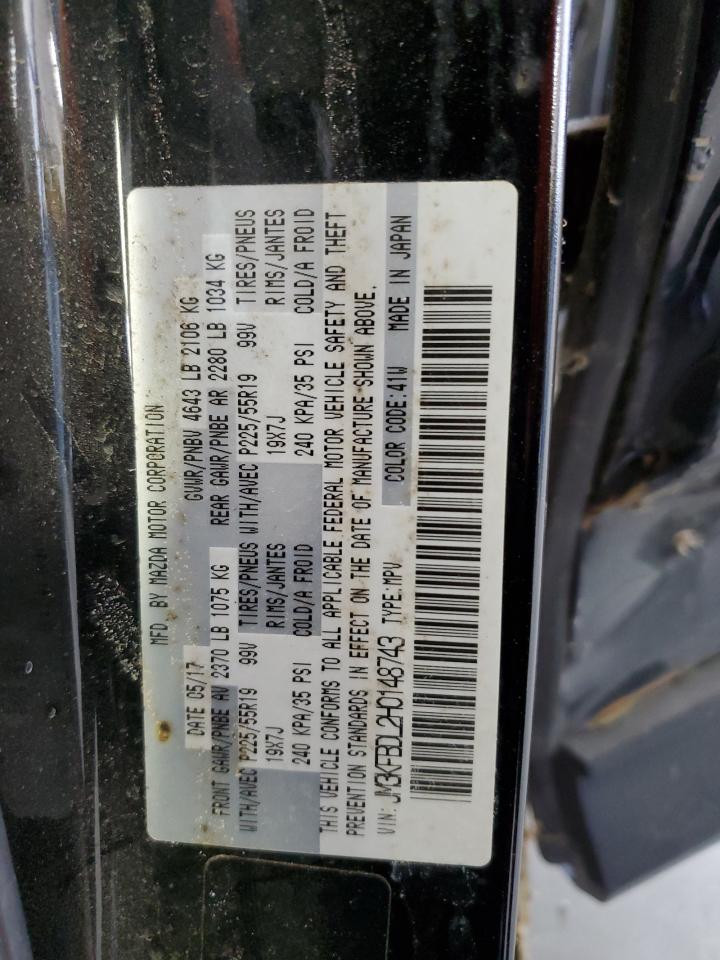 MFD. BY MAZDA MOTOR CORPORATION
DATE 05/17 GVWR/PNBV 4643 LB 2106 KG
FRONT GAWR/PNBE AV 2370 LB 1075 KG REAR GAWR/PNBE AR 2280 LB 1034 KG
WITH/AVEC P225/55R19 99V TIRES/PNEUS WITH/AVEC P225/55R19 99V TIRES/PNEUS
19X7J RIMS/JANTES 19X7J RIMS/JANTES
240 KPA/35 PSI COLD/A FROID 240 KPA/35 PSI COLD/A FROID
THIS VEHICLE CONFORMS TO ALL APPLICABLE FEDERAL MOTOR VEHICLE SAFETY AND THEFT
PREVENTION STANDARDS IN EFFECT ON THE DATE OF MANUFACTURE SHOWN ABOVE.
VIN: JM3KFBDL2H0148743 TYPE:MPV COLOR CODE:41W MADE IN JAPAN